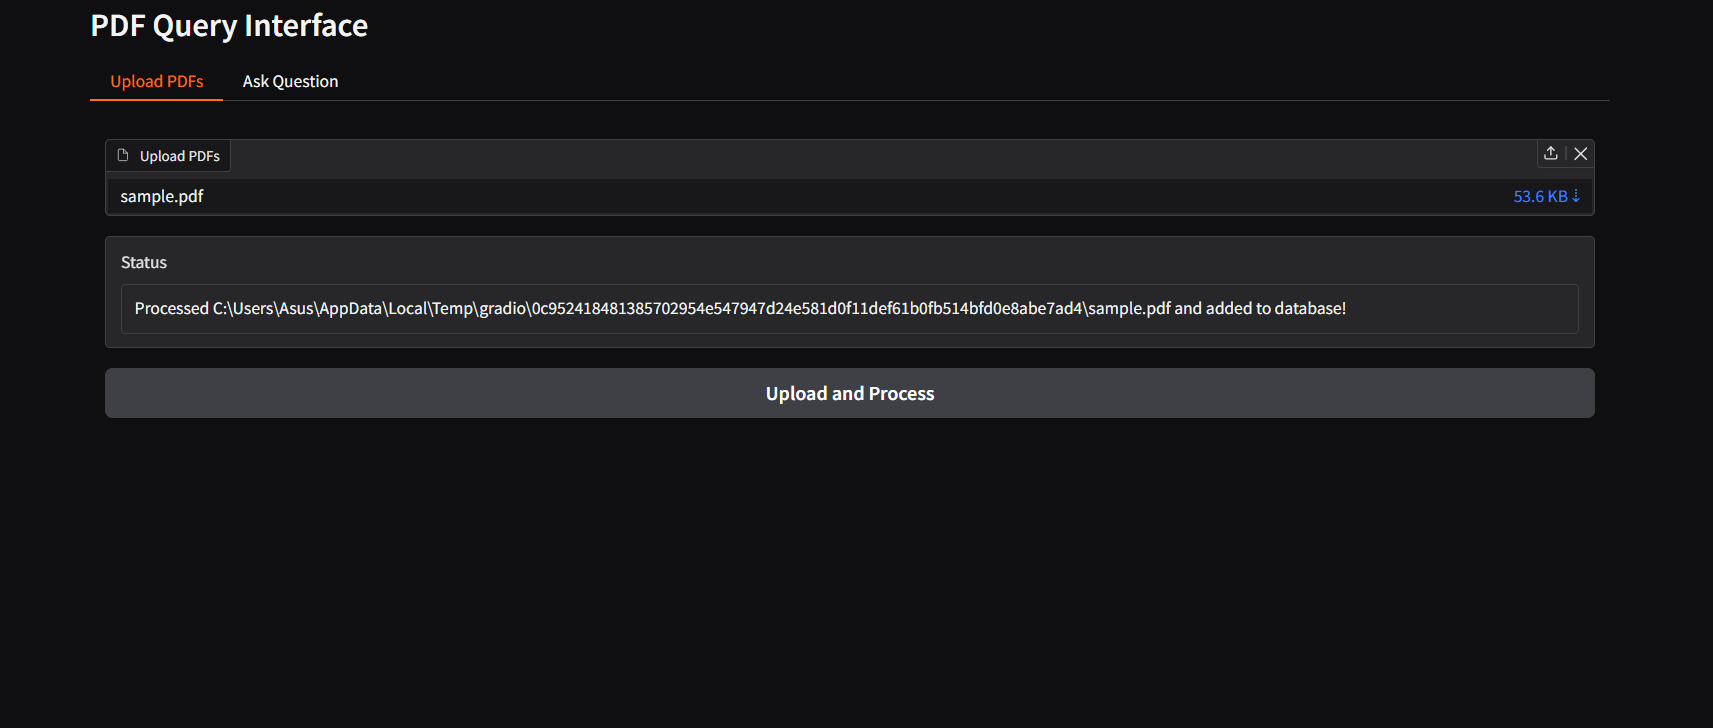 PDF Query Interface
Upload PDFs
Ask Question
Upload PDFs
sample.pdf
53.6 KB ⇣
Status
Processed C:\Users\Asus\AppData\Local\Temp\gradio\0c952418481385702954e547947d24e581d0f11def61b0fb514bfd0e8abe7ad4\sample.pdf and added to database!
Upload and Process